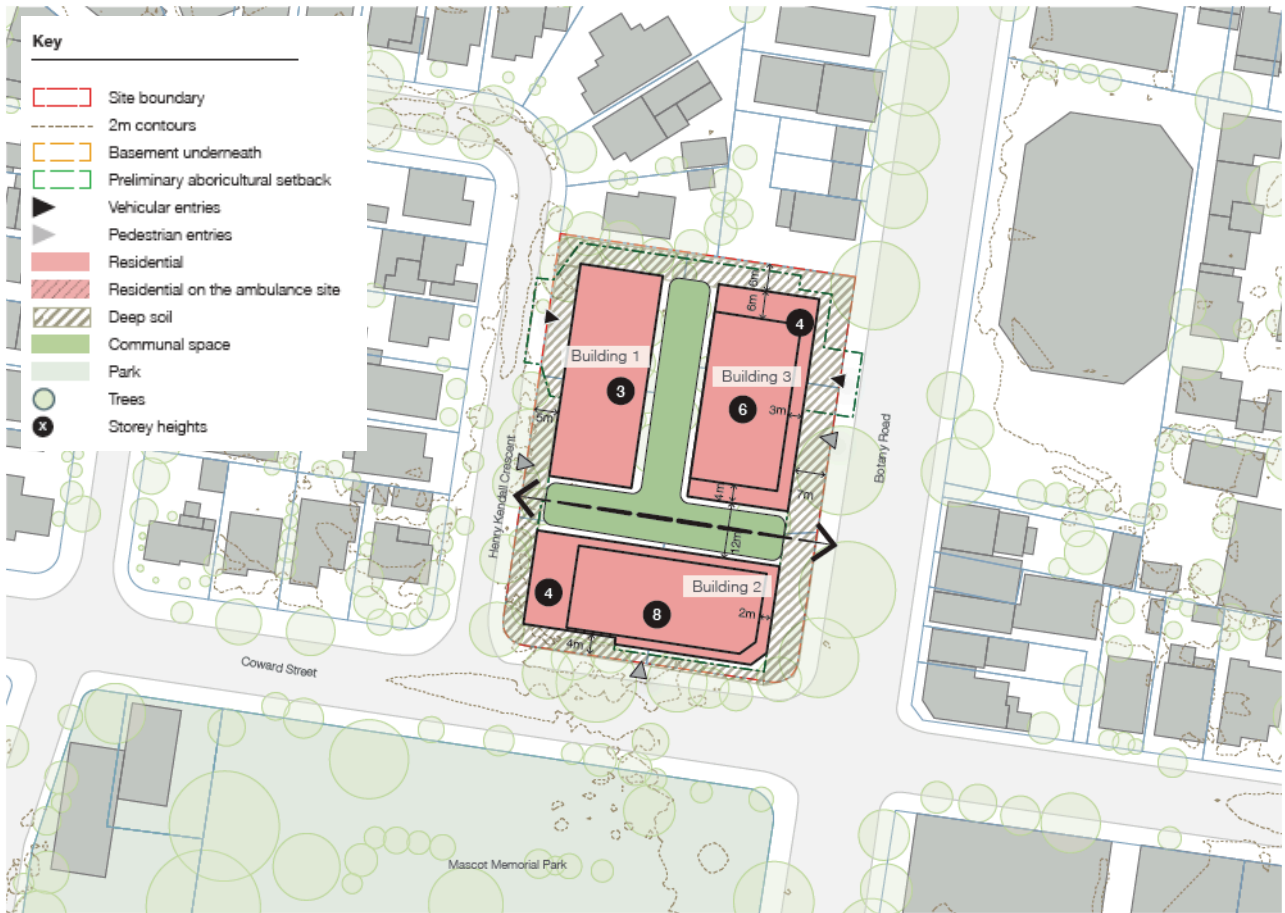 Key
Site boundary
2m contours
Basement underneath
Preliminary aboricultural setback
Vehicular entries
Pedestrian entries
Residential
Residential on the ambulance site
Deep soil
Communal space
Park
Trees
X Storey heights
6m
6m
4
Building 1
Building 3
3
6
3m
5m
Botany Road
Henry Kendall Crescent
7m
4m
12m
Building 2
4
8
2m
4m
Coward Street
Mascot Memorial Park